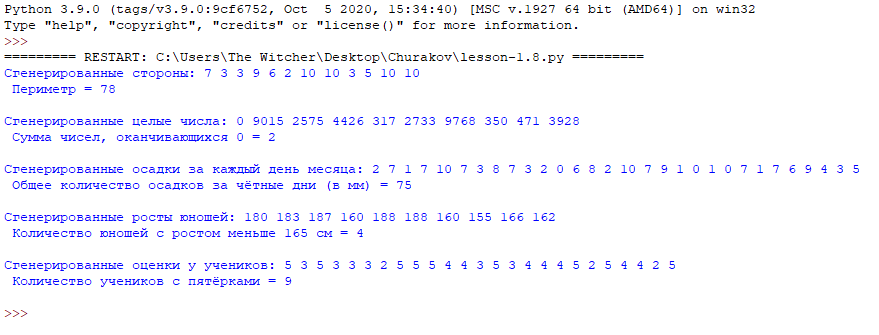 Python 3.9.0 (tags/v3.9.0:9cf6752, Oct  5 2020, 15:34:40) [MSC v.1927 64 bit (AMD64)] on win32
Type "help", "copyright", "credits" or "license()" for more information.
>>>
========= RESTART: C:\Users\The Witcher\Desktop\Churakov\lesson-1.8.py =========
Сгенерированные стороны: 7 3 3 9 6 2 10 10 3 5 10 10
Периметр = 78
Сгенерированные целые числа: 0 9015 2575 4426 317 2733 9768 350 471 3928
Сумма чисел, оканчивающихся 0 = 2
Сгенерированные осадки за каждый день месяца: 2 7 1 7 10 7 3 8 7 3 2 0 6 8 2 10 7 9 1 0 1 0 7 1 7 6 9 4 3 5
Общее количество осадков за чётные дни (в мм) = 75
Сгенерированные росты юношей: 180 183 187 160 188 188 160 155 166 162
Количество юношей с ростом меньше 165 см = 4
Сгенерированные оценки у учеников: 5 3 5 3 3 3 2 5 5 5 4 4 3 5 3 4 4 4 5 2 5 4 4 2 5
Количество учеников с пятёрками = 9
>>>